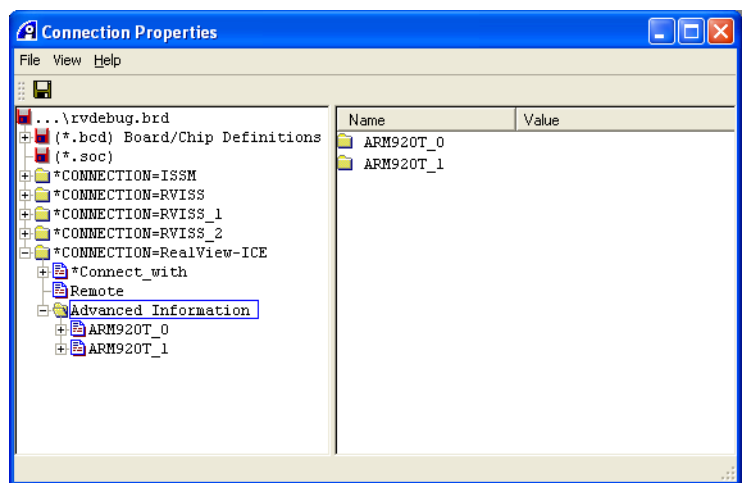 Connection Properties
File View Help
...\rvdebug.brd
(*.bcd) Board/Chip Definitions
(*.soc)
*CONNECTION=ISSM
*CONNECTION=RVISS
*CONNECTION=RVISS_1
*CONNECTION=RVISS_2
*CONNECTION=RealView-ICE
*Connect_with
Remote
Advanced Information
ARM920T_0
ARM920T_1
Name Value
ARM920T_0
ARM920T_1